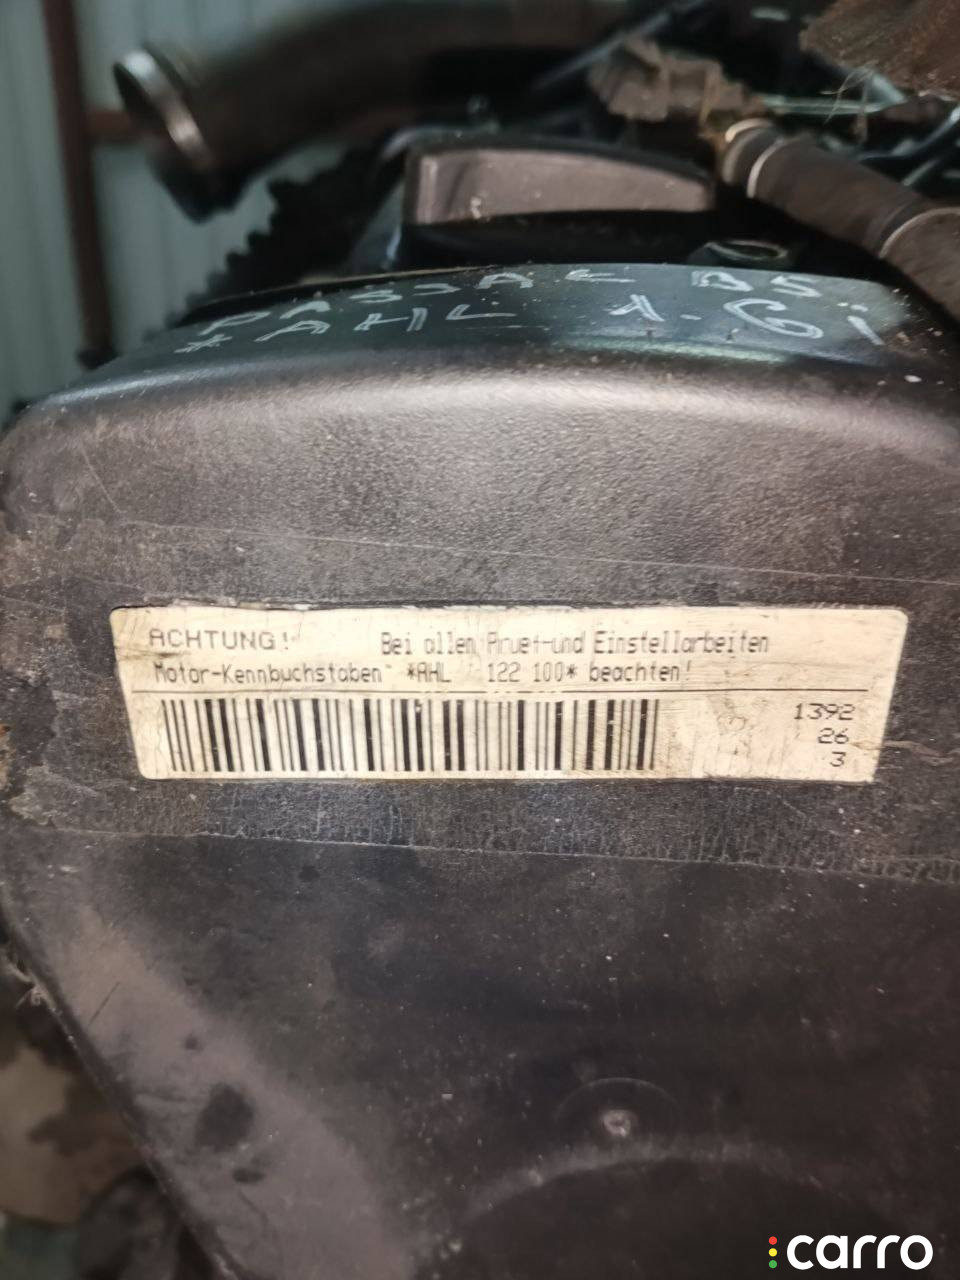 PASSAT B5.
*AHL 1.6i
ACHTUNG! Bei allen Pruef-und Einstellarbeiten
Motor-Kennbuchstaben *AHL 122 100* beachten!
1392
26
3
carro